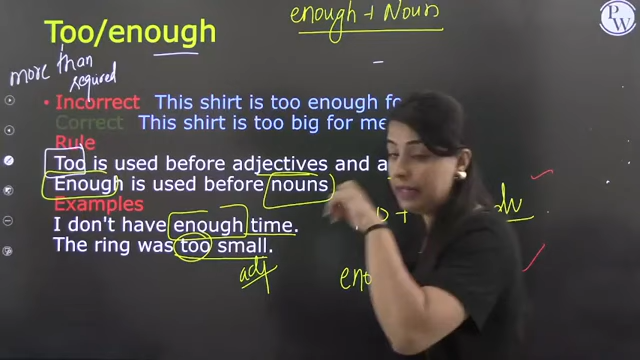 enough + Nouns
PW
Too/enough
more than required
• Incorrect This shirt is too enough fo
Correct This shirt is too big for me
Rule
Too is used before adjectives and a
Enough is used before nouns
Examples
I don't have enough time.
The ring was too small.
adj
eno